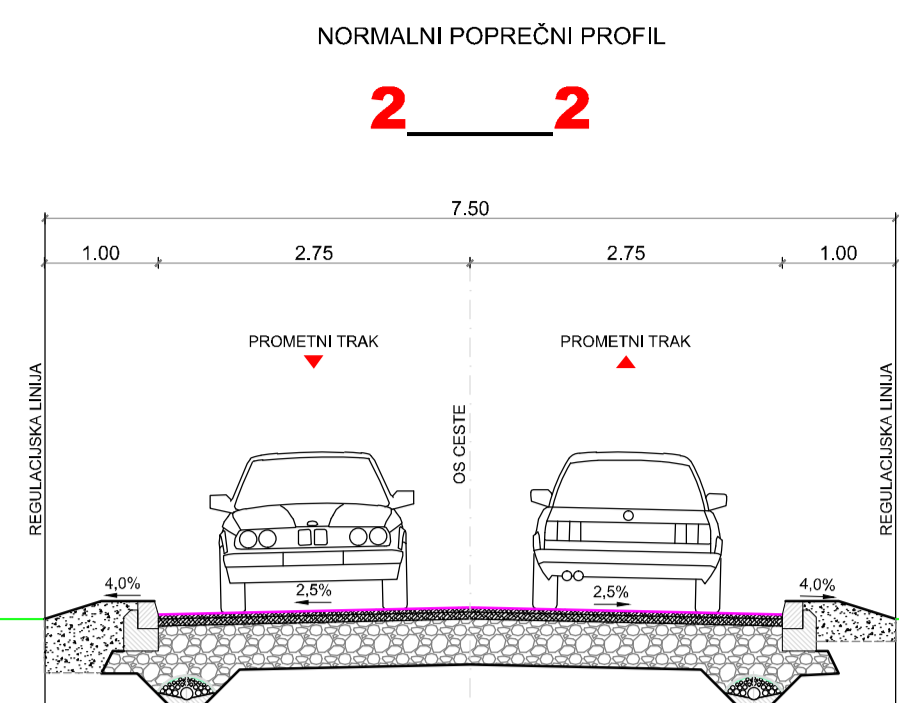 NORMALNI POPREČNI PROFIL
2 2
7.50
1.00 2.75 2.75 1.00
PROMETNI TRAK PROMETNI TRAK
REGULACIJSKA LINIJA
OS CESTE
REGULACIJSKA LINIJA
4,0% 2,5% 2,5% 4,0%